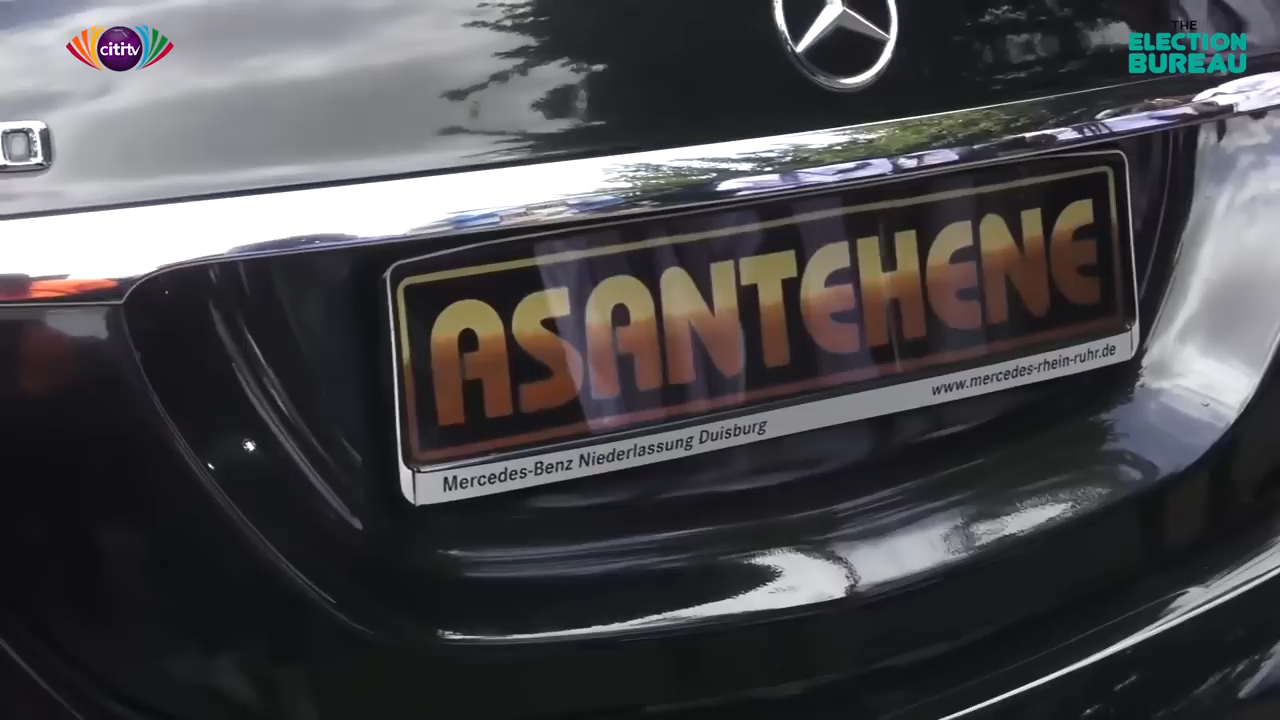 citi tv
THE
ELECTION
BUREAU
ASANTEHENE
www.mercedes-rhein-ruhr.de
Mercedes-Benz Niederlassung Duisburg